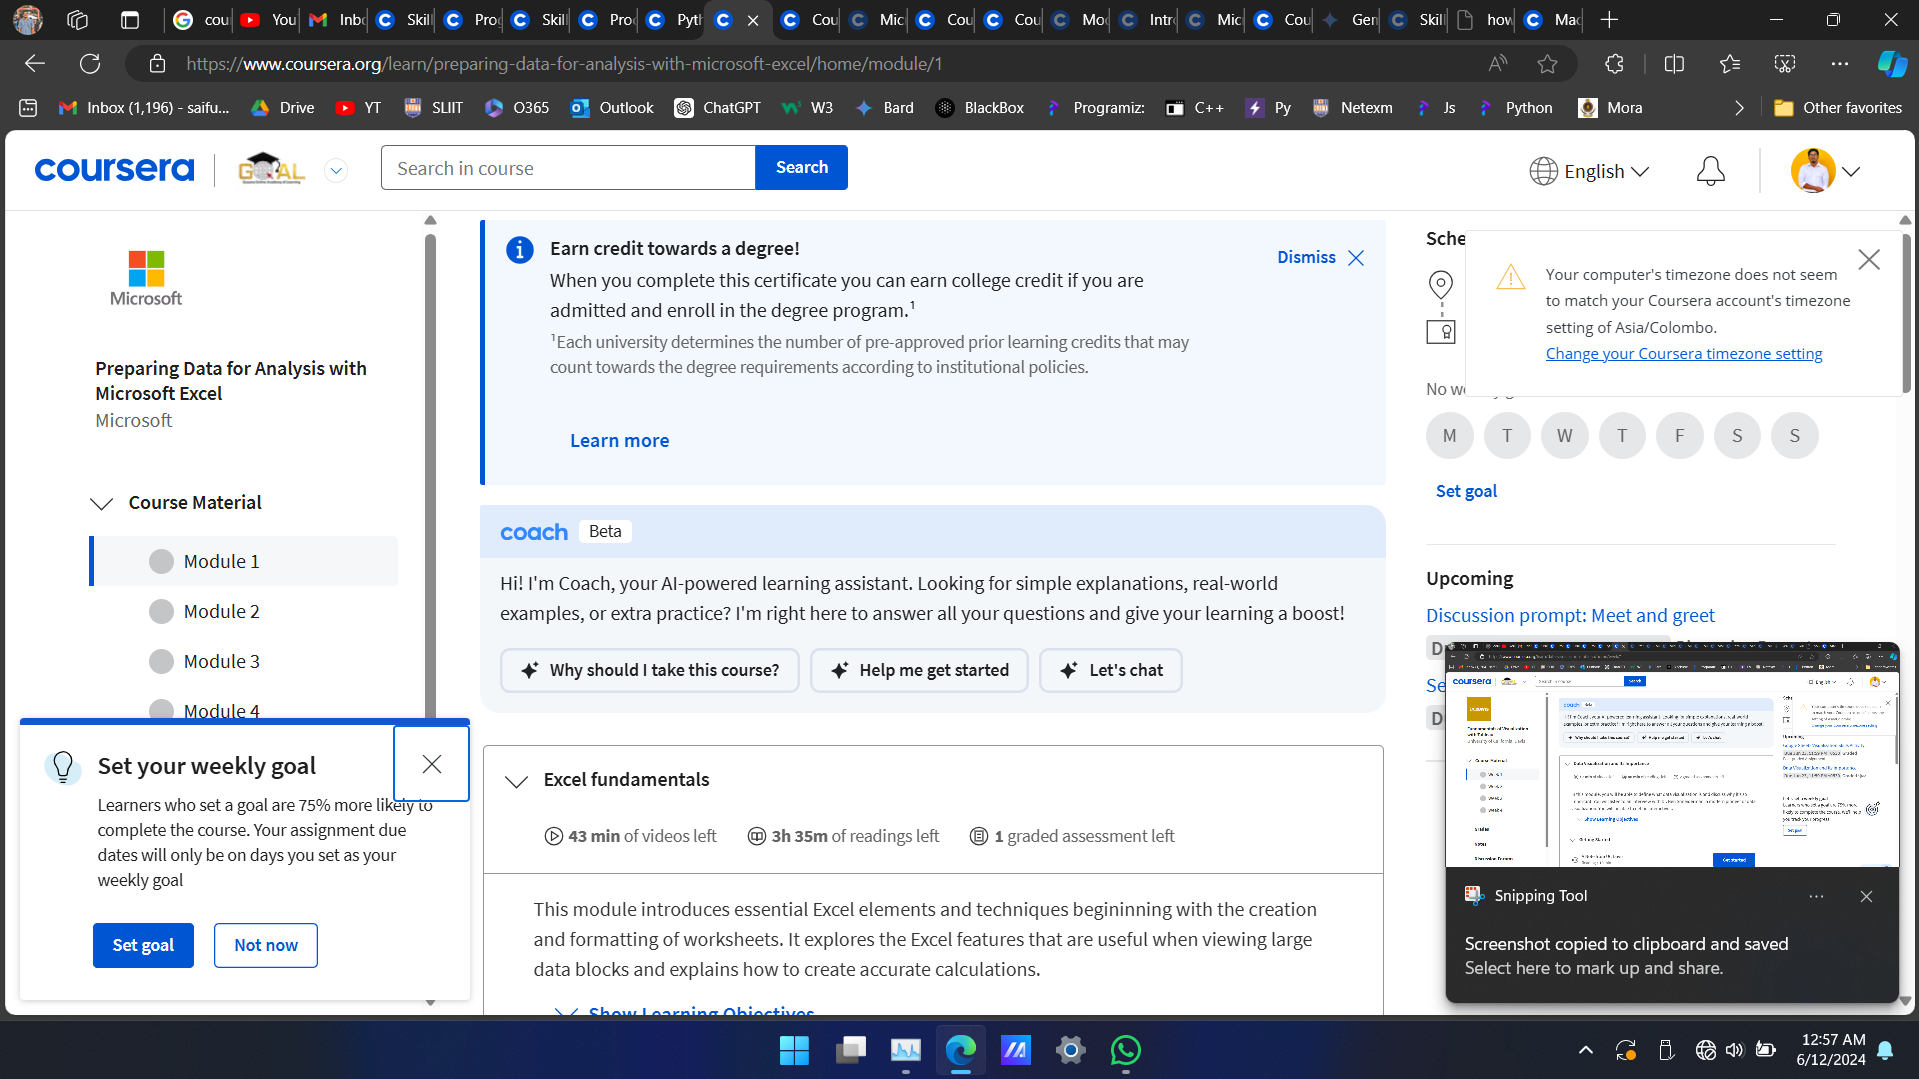 cou
You
Inbo
Skil
Pro
Skil
Pro
Pyth
Cou
Mic
Cou
Cou
Mo
Intr
Mic
Cou
Gem
Skill
how
Mac
https://www.coursera.org/learn/preparing-data-for-analysis-with-microsoft-excel/home/module/1
Inbox (1,196) - saifu...
Drive
YT
SLIIT
O365
Outlook
ChatGPT
W3
Bard
BlackBox
Programiz:
C++
Py
Netexm
Js
Python
Mora
Other favorites
coursera
GOAL
Search in course
Search
English
Microsoft
Preparing Data for Analysis with
Microsoft Excel
Microsoft
Course Material
Module 1
Module 2
Module 3
Module 4
Set your weekly goal
Learners who set a goal are 75% more likely to
complete the course. Your assignment due
dates will only be on days you set as your
weekly goal
Set goal
Not now
Earn credit towards a degree!
Dismiss
When you complete this certificate you can earn college credit if you are
admitted and enroll in the degree program.¹
¹Each university determines the number of pre-approved prior learning credits that may
count towards the degree requirements according to institutional policies.
Learn more
coach Beta
Hi! I'm Coach, your AI-powered learning assistant. Looking for simple explanations, real-world
examples, or extra practice? I'm right here to answer all your questions and give your learning a boost!
Why should I take this course?
Help me get started
Let's chat
Excel fundamentals
43 min of videos left
3h 35m of readings left
1 graded assessment left
This module introduces essential Excel elements and techniques begininning with the creation
and formatting of worksheets. It explores the Excel features that are useful when viewing large
data blocks and explains how to create accurate calculations.
Show Learning Objectives
Sche
Your computer's timezone does not seem
to match your Coursera account's timezone
setting of Asia/Colombo.
Change your Coursera timezone setting
No we
M T W T F S S
Set goal
Upcoming
Discussion prompt: Meet and greet
D
Se
D
Snipping Tool
Screenshot copied to clipboard and saved
Select here to mark up and share.
12:57 AM
6/12/2024